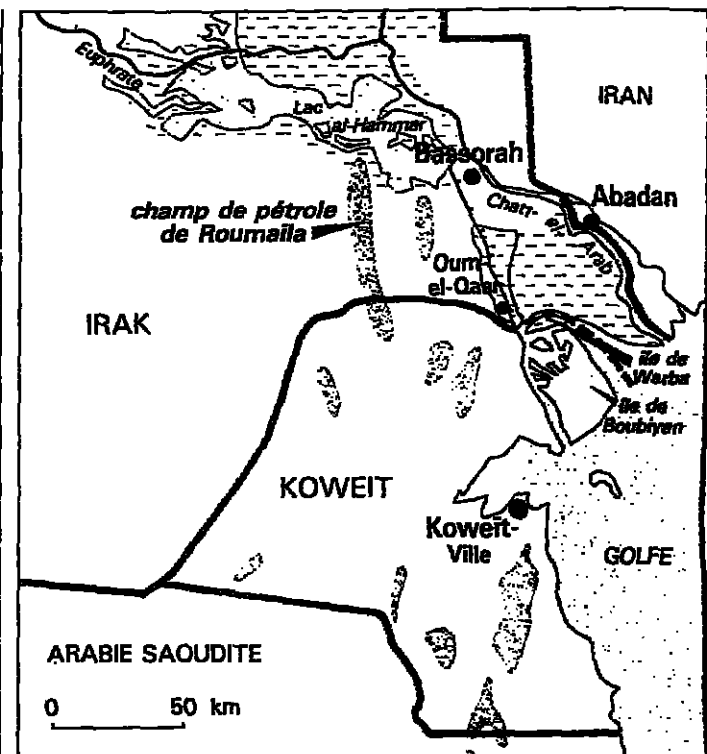 Euphrate
Lac
al-Hammar
IRAN
Bassorah
Abadan
Chatt-el-
Arab
champ de pétrole
de Roumaïla
Oum-
el-Qasr
IRAK
île de
Warba
île de
Boubiyan
KOWEIT
Koweït-
Ville
GOLFE
ARABIE SAOUDITE
0 50 km